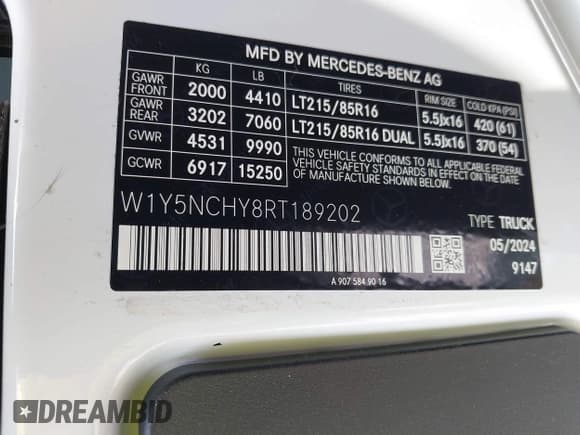 MFD BY MERCEDES-BENZ AG
KG LB TIRES RIM SIZE COLD KPA (PSI)
GAWR FRONT 2000 4410 LT215/85R16 5.5Jx16 420 (61)
GAWR REAR 3202 7060 LT215/85R16 DUAL 5.5Jx16 370 (54)
GVWR 4531 9990
GCWR 6917 15250
THIS VEHICLE CONFORMS TO ALL APPLICABLE FEDERAL
VEHICLE SAFETY STANDARDS IN EFFECT ON THE DATE OF
MANUFACTURE SHOWN ABOVE.
W1Y5NCHY8RT189202
TYPE TRUCK
05/2024
9147
A 907 584 90 16
DREAMBID